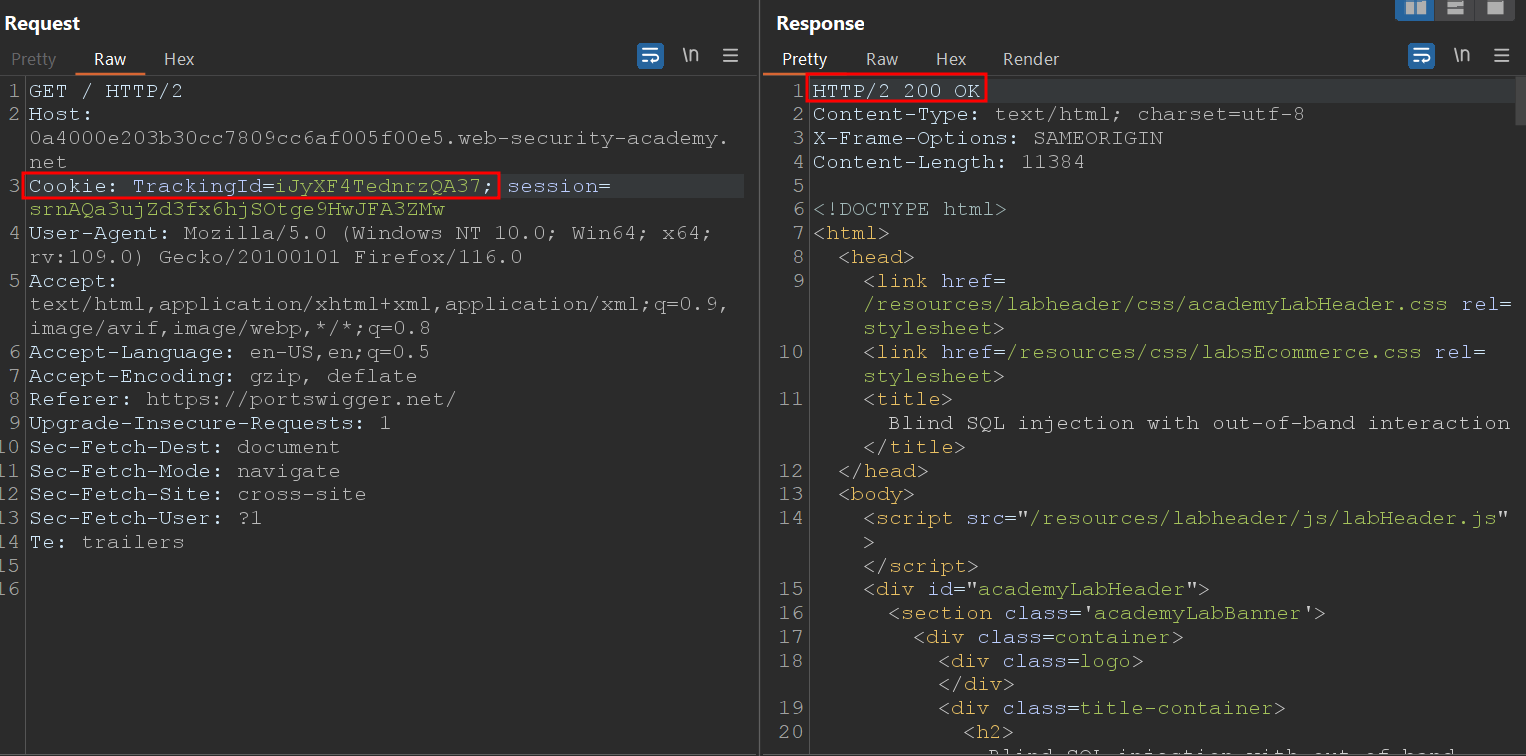 Request
Pretty Raw Hex \n
1 GET / HTTP/2
2 Host:
0a4000e203b30cc7809cc6af005f00e5.web-security-academy.
net
3 Cookie: TrackingId=iJyXF4TednrzQA37; session=
srnAQa3ujZd3fx6hjSOtge9HwJFA3ZMw
4 User-Agent: Mozilla/5.0 (Windows NT 10.0; Win64; x64;
rv:109.0) Gecko/20100101 Firefox/116.0
5 Accept:
text/html,application/xhtml+xml,application/xml;q=0.9,
image/avif,image/webp,*/*;q=0.8
6 Accept-Language: en-US,en;q=0.5
7 Accept-Encoding: gzip, deflate
8 Referer: https://portswigger.net/
9 Upgrade-Insecure-Requests: 1
10 Sec-Fetch-Dest: document
11 Sec-Fetch-Mode: navigate
12 Sec-Fetch-Site: cross-site
13 Sec-Fetch-User: ?1
14 Te: trailers
15
16
Response
Pretty Raw Hex Render \n
1 HTTP/2 200 OK
2 Content-Type: text/html; charset=utf-8
3 X-Frame-Options: SAMEORIGIN
4 Content-Length: 11384
5
6 <!DOCTYPE html>
7 <html>
8 <head>
9 <link href=
/resources/labheader/css/academyLabHeader.css rel=
stylesheet>
10 <link href=/resources/css/labsEcommerce.css rel=
stylesheet>
11 <title>
Blind SQL injection with out-of-band interaction
</title>
12 </head>
13 <body>
14 <script src="/resources/labheader/js/labHeader.js"
>
</script>
15 <div id="academyLabHeader">
16 <section class='academyLabBanner'>
17 <div class=container>
18 <div class=logo>
</div>
19 <div class=title-container>
20 <h2>
Blind SQL injection with out-of-band